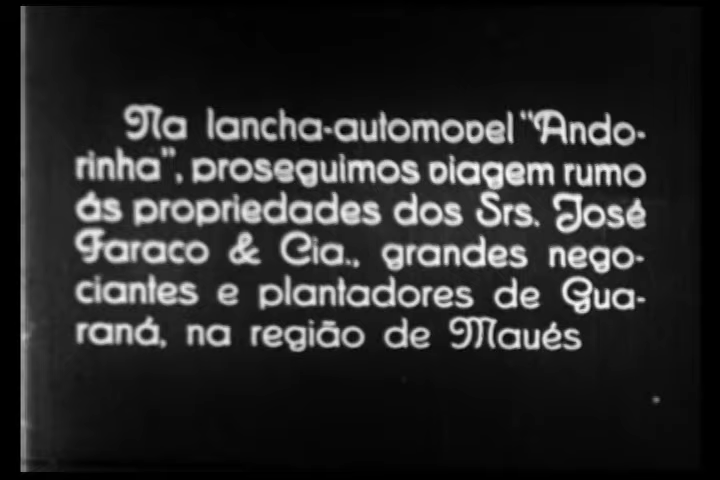 Na lancha-automovel "Ando-
rinha", proseguimos viagem rumo
ás propriedades dos Srs. José
Faraco & Cia., grandes nego-
ciantes e plantadores de Gua-
raná, na região de Maués